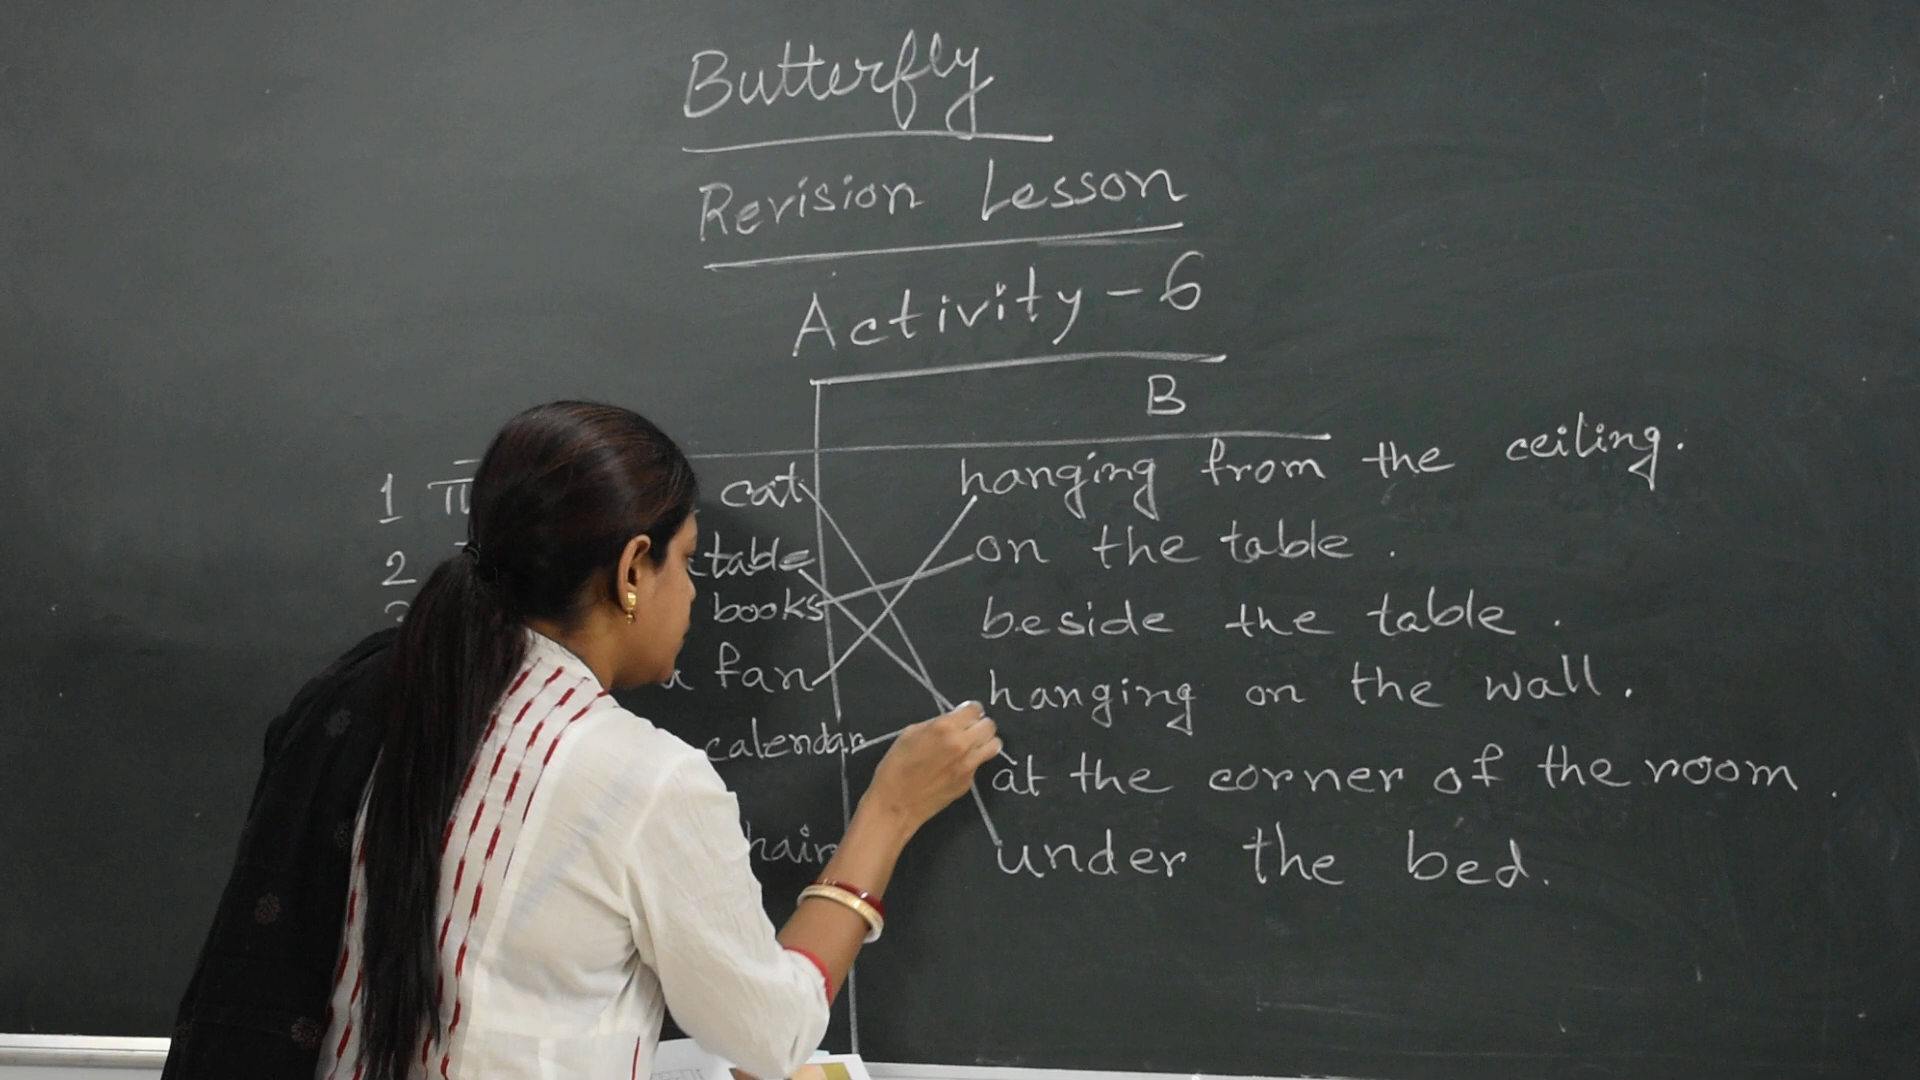 Butterfly
Revision Lesson
Activity-6
B
1 cat hanging from the ceiling.
2 table on the table.
books beside the table.
fan hanging on the wall.
calendar at the corner of the room.
under the bed.